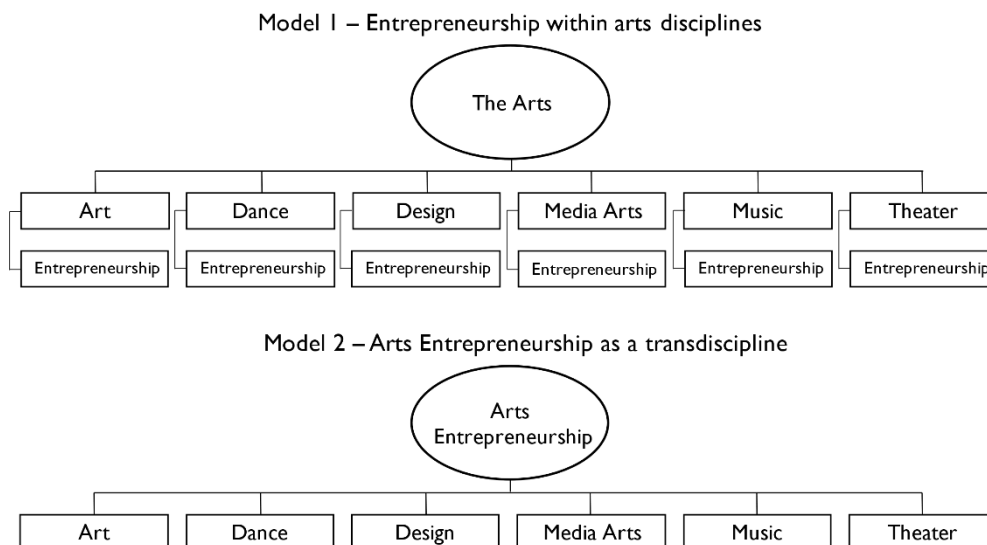 Model 1 – Entrepreneurship within arts disciplines
The Arts
Art Dance Design Media Arts Music Theater
Entrepreneurship Entrepreneurship Entrepreneurship Entrepreneurship Entrepreneurship Entrepreneurship
Model 2 – Arts Entrepreneurship as a transdiscipline
Arts
Entrepreneurship
Art Dance Design Media Arts Music Theater